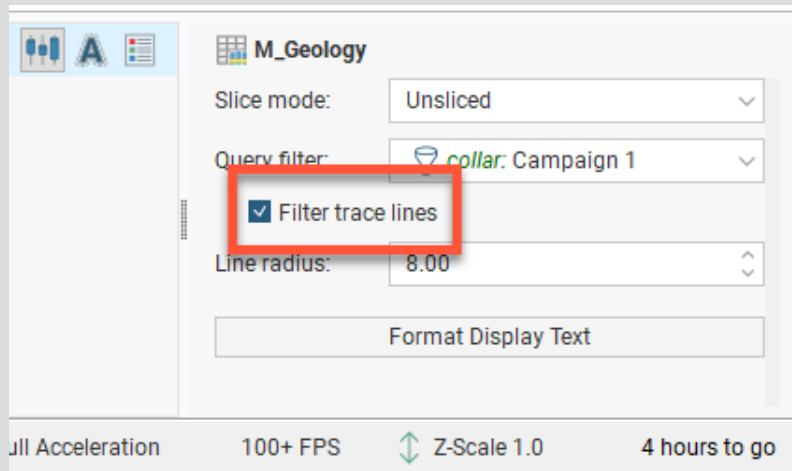 A
M_Geology
Slice mode: Unsliced
Query filter: collar: Campaign 1
Filter trace lines
Line radius: 8.00
Format Display Text
ull Acceleration 100+ FPS Z-Scale 1.0 4 hours to go